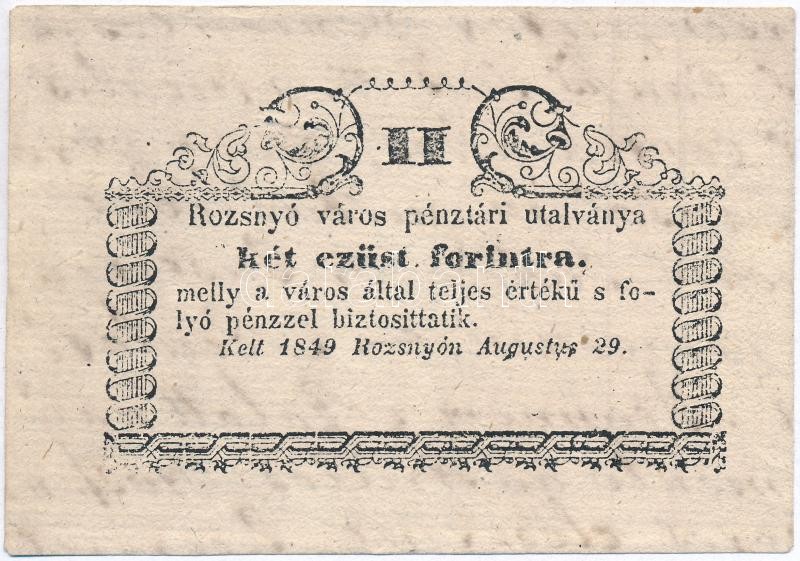 II
Rozsnyó város pénztári utalványa
két ezüst forintra.
melly a város által teljes értékű s fo-
lyó pénzzel biztosittatik.
Kelt 1849 Rozsnyón Augustus 29.